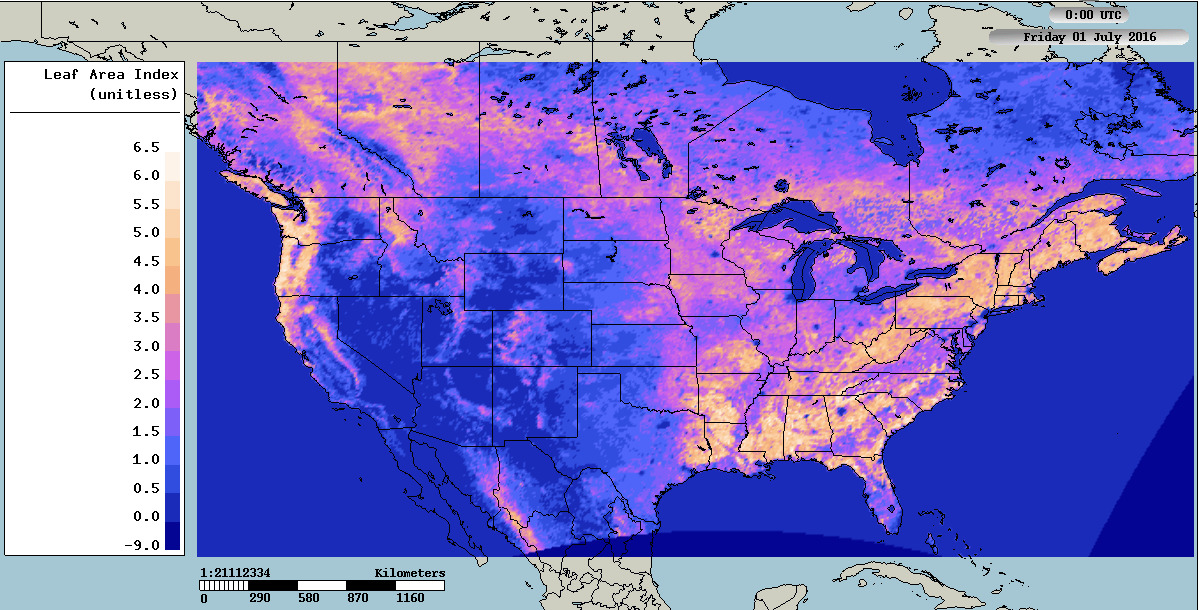 0:00 UTC
Friday 01 July 2016
Leaf Area Index
(unitless)
6.5
6.0
5.5
5.0
4.5
4.0
3.5
3.0
2.5
2.0
1.5
1.0
0.5
0.0
-9.0
1:21112334 Kilometers
0 290 580 870 1160